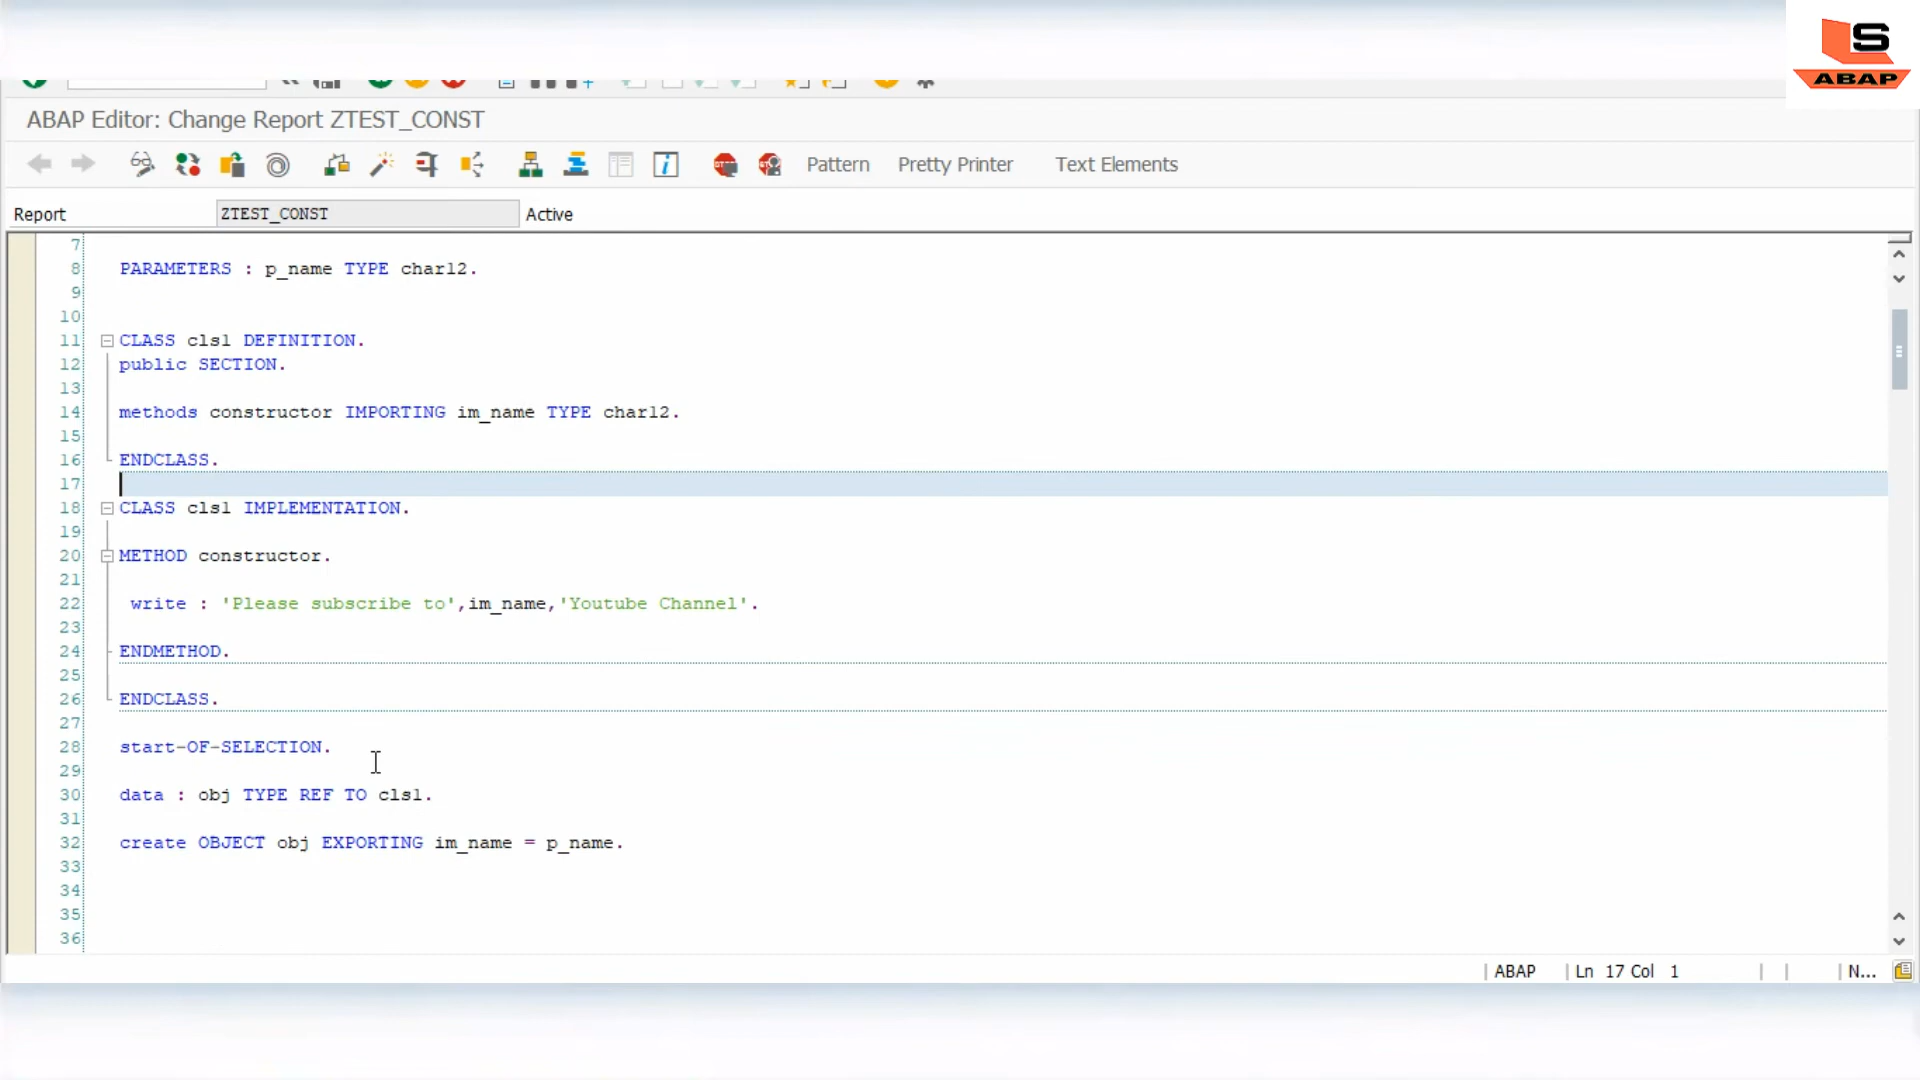 S
ABAP
ABAP Editor: Change Report ZTEST_CONST
Pattern Pretty Printer Text Elements
Report ZTEST_CONST Active
7
8 PARAMETERS : p_name TYPE char12.
9
10
11 CLASS cls1 DEFINITION.
12 public SECTION.
13
14 methods constructor IMPORTING im_name TYPE char12.
15
16 ENDCLASS.
17
18 CLASS cls1 IMPLEMENTATION.
19
20 METHOD constructor.
21
22 write : 'Please subscribe to',im_name,'Youtube Channel'.
23
24 ENDMETHOD.
25
26 ENDCLASS.
27
28 start-OF-SELECTION.
29
30 data : obj TYPE REF TO cls1.
31
32 create OBJECT obj EXPORTING im_name = p_name.
33
34
35
36
ABAP Ln 17 Col 1 N...